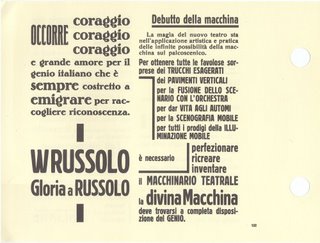 OCCORRE
coraggio
coraggio
coraggio
e grande amore per il
genio italiano che è
sempre costretto a
emigrare per rac-
cogliere riconoscenza.
W RUSSOLO
Gloria a RUSSOLO
Debutto della macchina
La magia del nuovo teatro sta
nell'applicazione artistica e pratica
delle infinite possibilità della mac-
china sul palcoscenico.
Per ottenere tutte le favolose sor-
prese dei TRUCCHI ESAGERATI
dei PAVIMENTI VERTICALI
per la FUSIONE DELLO SCE-
NARIO CON L'ORCHESTRA
per dar VITA AGLI AUTOMI
per la SCENOGRAFIA MOBILE
per tutti i prodigi della ILLU-
MINAZIONE MOBILE
è necessario
perfezionare
ricreare
inventare
il MACCHINARIO TEATRALE
la divina Macchina
deve trovarsi a completa disposi-
zione del GENIO.